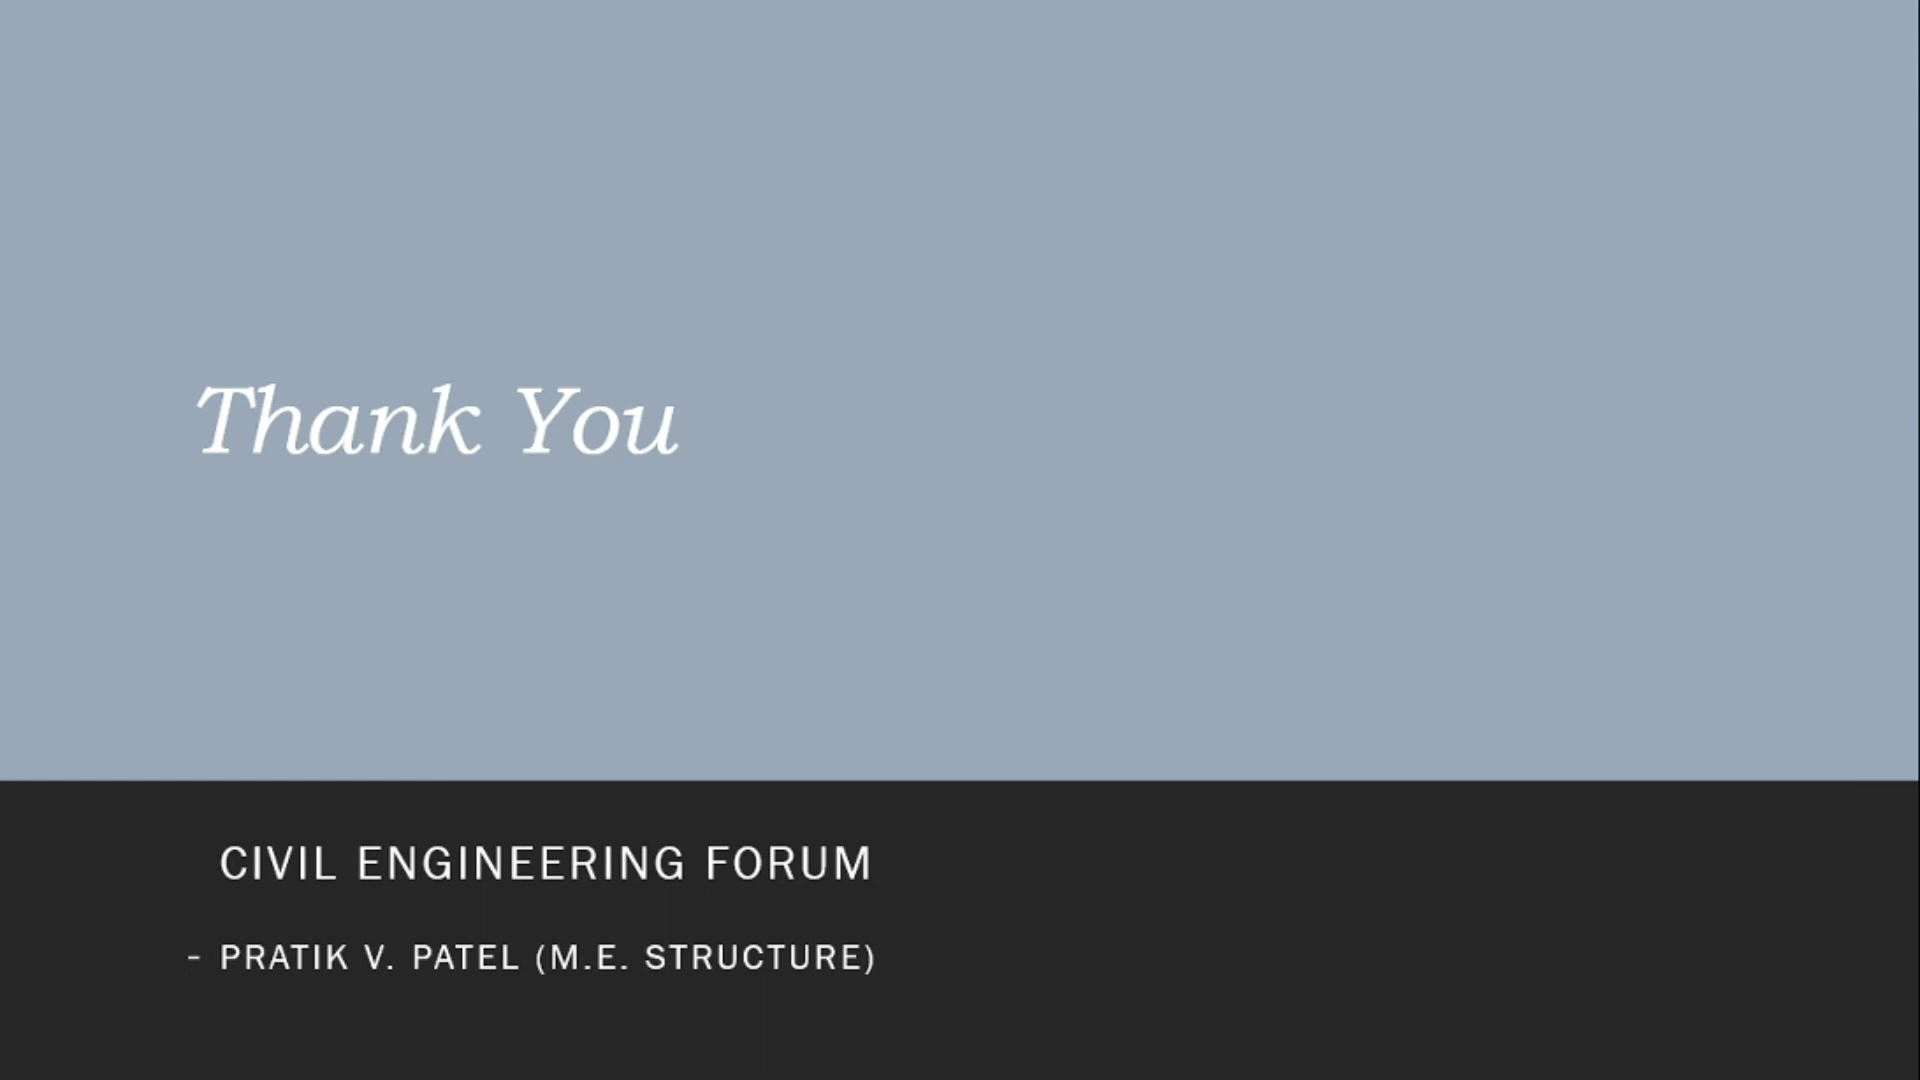 Thank You
CIVIL ENGINEERING FORUM
- PRATIK V. PATEL (M.E. STRUCTURE)